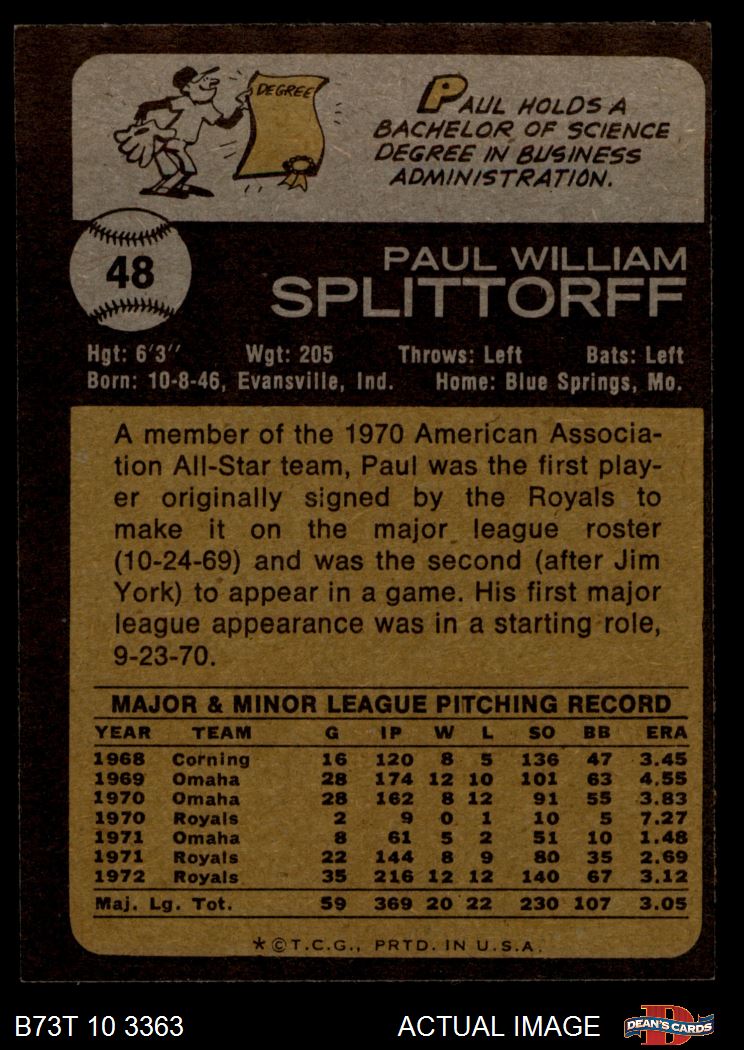 DEGREE
PAUL HOLDS A
BACHELOR OF SCIENCE
DEGREE IN BUSINESS
ADMINISTRATION.
48
PAUL WILLIAM
SPLITTORFF
Hgt: 6'3" Wgt: 205 Throws: Left Bats: Left
Born: 10-8-46, Evansville, Ind. Home: Blue Springs, Mo.
A member of the 1970 American Associa-
tion All-Star team, Paul was the first play-
er originally signed by the Royals to
make it on the major league roster
(10-24-69) and was the second (after Jim
York) to appear in a game. His first major
league appearance was in a starting role,
9-23-70.
MAJOR & MINOR LEAGUE PITCHING RECORD
YEAR TEAM G IP W L SO BB ERA
1968 Corning 16 120 8 5 136 47 3.45
1969 Omaha 28 174 12 10 101 63 4.55
1970 Omaha 28 162 8 12 91 55 3.83
1970 Royals 2 9 0 1 10 5 7.27
1971 Omaha 8 61 5 2 51 10 1.48
1971 Royals 22 144 8 9 80 35 2.69
1972 Royals 35 216 12 12 140 67 3.12
Maj. Lg. Tot. 59 369 20 22 230 107 3.05
*©T.C.G., PRTD. IN U.S.A.
B73T 10 3363 ACTUAL IMAGE D DEAN'S CARDS